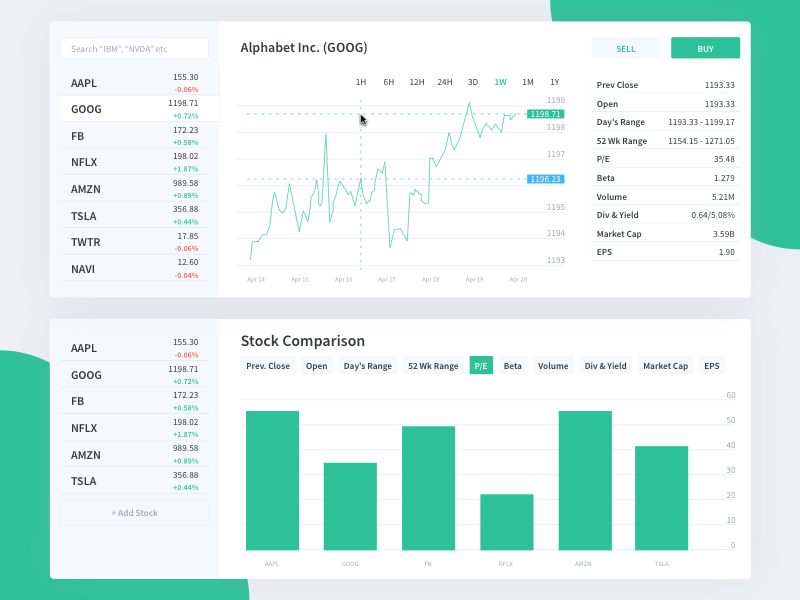 Search “IBM”, “NVDA” etc
AAPL 155.30
-0.06%
GOOG 1198.71
+0.72%
FB 172.23
+0.58%
NFLX 198.02
+1.87%
AMZN 989.58
+0.89%
TSLA 356.88
+0.44%
TWTR 17.85
-0.06%
NAVI 12.60
-0.04%
Alphabet Inc. (GOOG)
1H 6H 12H 24H 3D 1W 1M 1Y
1199
1198.71
1198
1197
1196.23
1195
1194
1193
Apr 14 Apr 15 Apr 16 Apr 17 Apr 18 Apr 19 Apr 20
SELL BUY
Prev Close 1193.33
Open 1193.33
Day's Range 1193.33 - 1199.17
52 Wk Range 1154.15 - 1271.05
P/E 35.48
Beta 1.279
Volume 5.21M
Div & Yield 0.64/5.08%
Market Cap 3.59B
EPS 1.90
AAPL 155.30
-0.06%
GOOG 1198.71
+0.72%
FB 172.23
+0.58%
NFLX 198.02
+1.87%
AMZN 989.58
+0.89%
TSLA 356.88
+0.44%
+ Add Stock
Stock Comparison
Prev. Close Open Day's Range 52 Wk Range P/E Beta Volume Div & Yield Market Cap EPS
60
50
40
30
20
10
0
AAPL GOOG FB NFLX AMZN TSLA